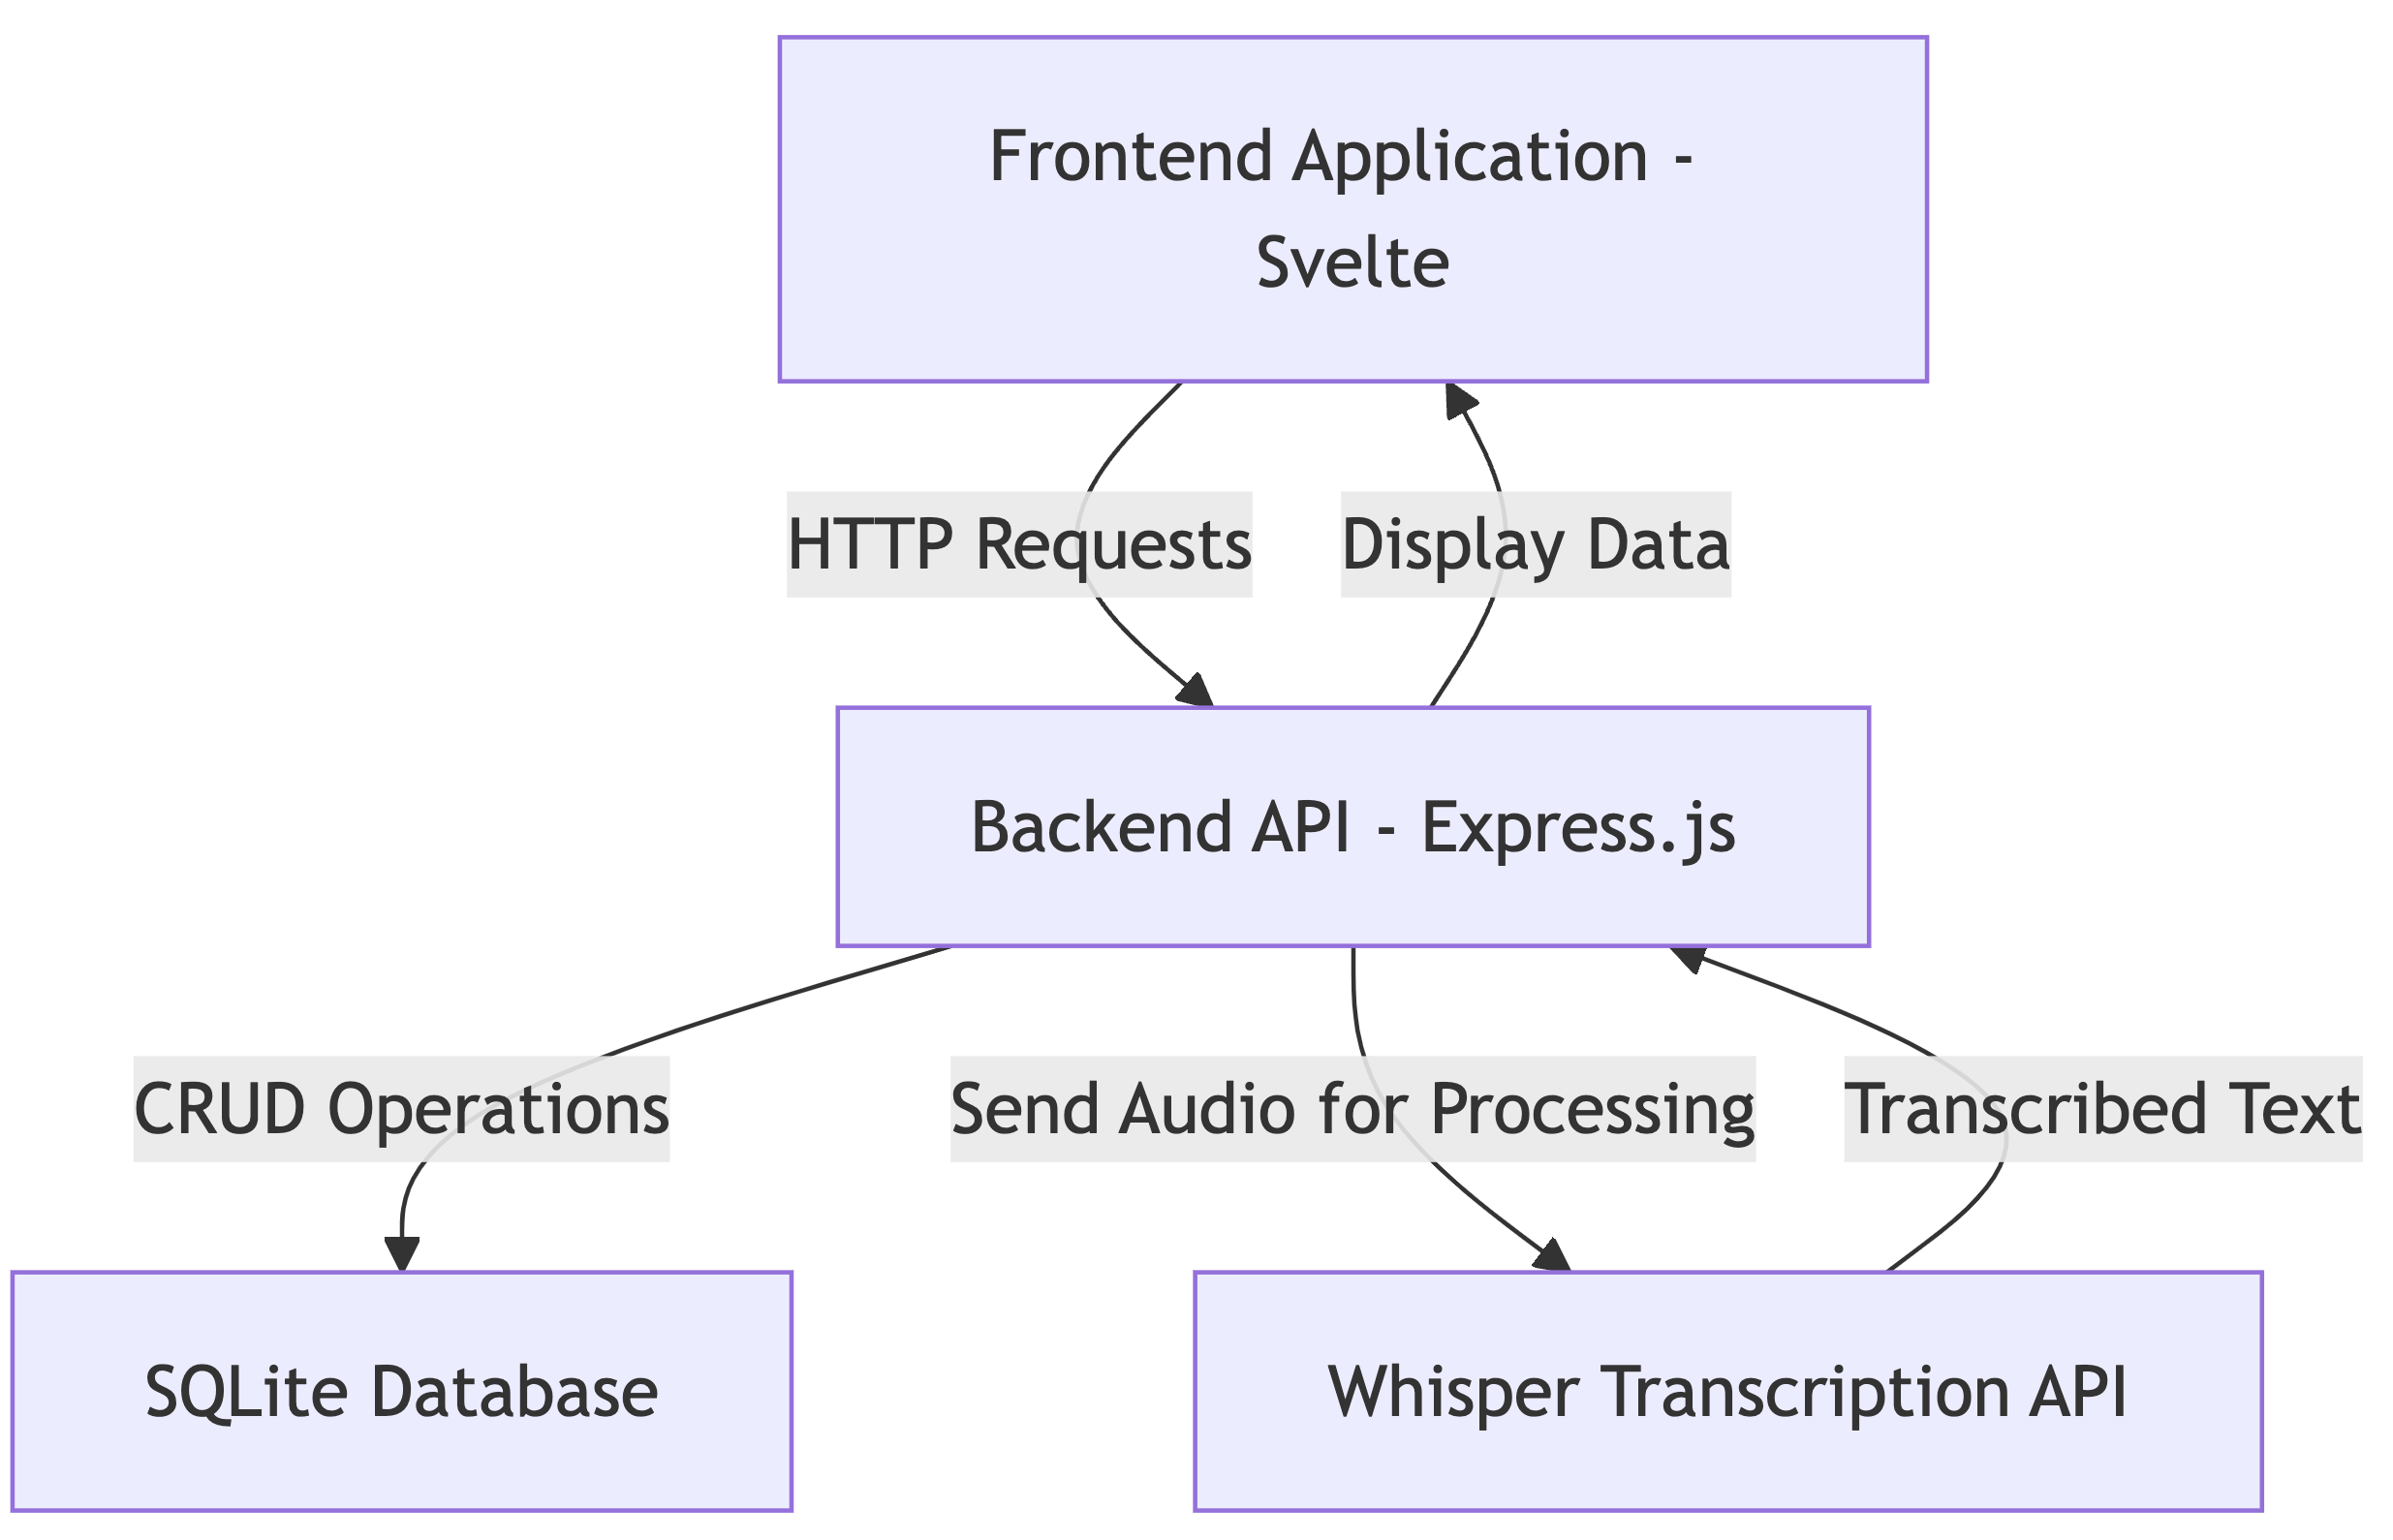 Frontend Application -
Svelte
HTTP Requests
Display Data
Backend API - Express.js
CRUD Operations
Send Audio for Processing
Transcribed Text
SQLite Database
Whisper Transcription API